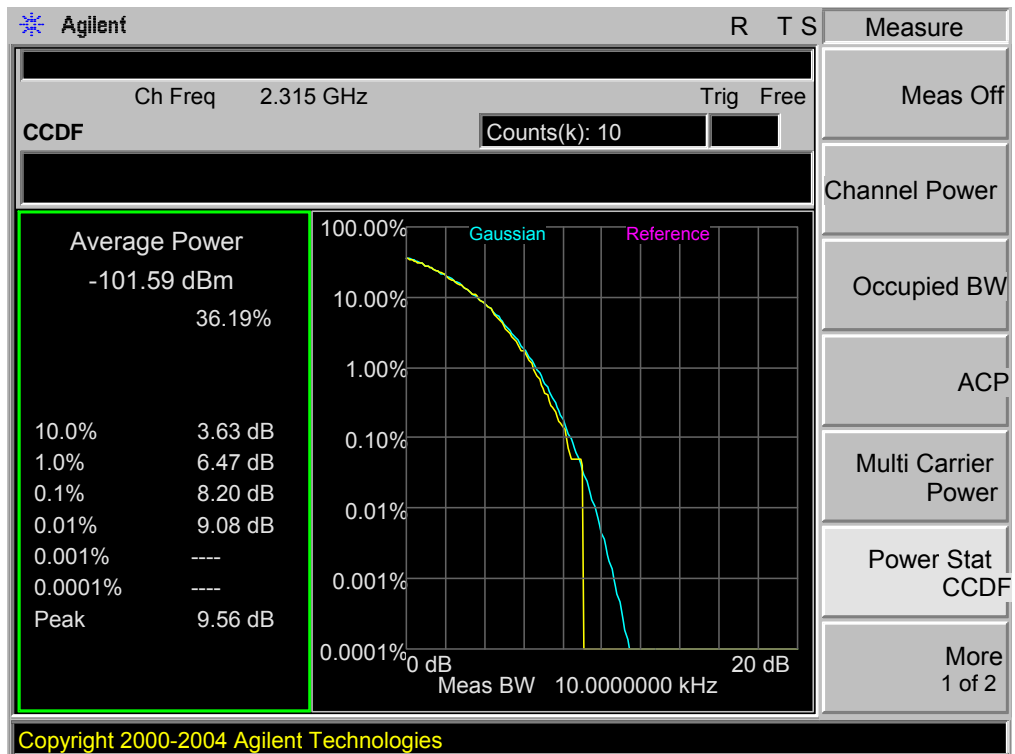 Agilent R T S Measure
Ch Freq 2.315 GHz Trig Free
CCDF Counts(k): 10
Average Power
-101.59 dBm
36.19%
10.0% 3.63 dB
1.0% 6.47 dB
0.1% 8.20 dB
0.01% 9.08 dB
0.001% ----
0.0001% ----
Peak 9.56 dB
Gaussian Reference
100.00%
10.00%
1.00%
0.10%
0.01%
0.001%
0.0001%
0 dB 20 dB
Meas BW 10.0000000 kHz
Meas Off
Channel Power
Occupied BW
ACP
Multi Carrier
Power
Power Stat
CCDF
More
1 of 2
Copyright 2000-2004 Agilent Technologies